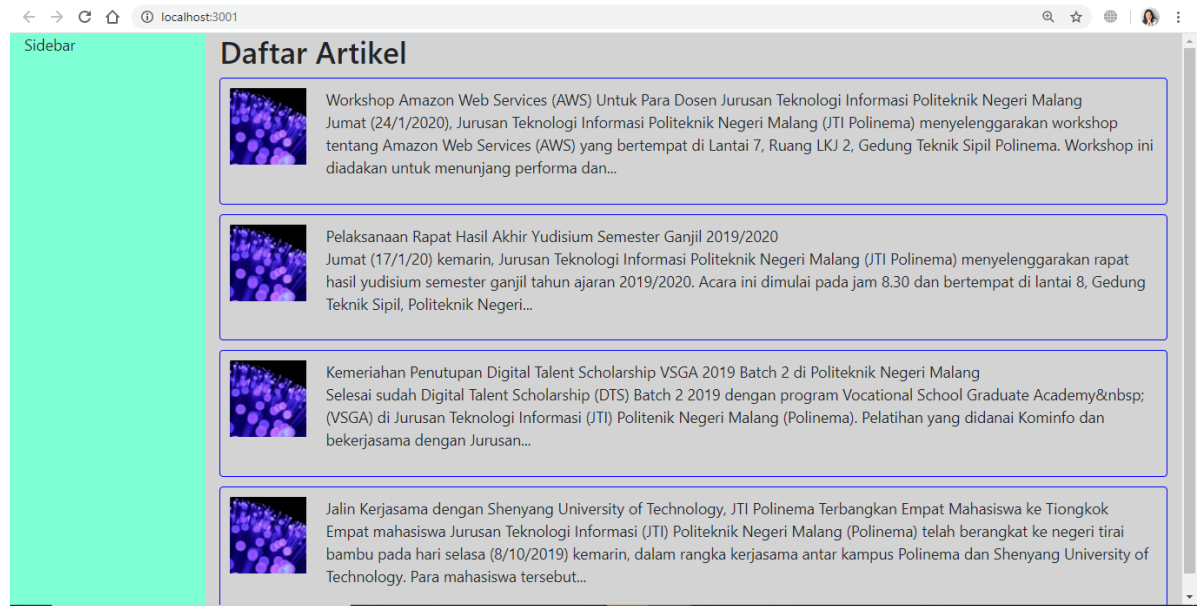 localhost:3001
Sidebar
Daftar Artikel
Workshop Amazon Web Services (AWS) Untuk Para Dosen Jurusan Teknologi Informasi Politeknik Negeri Malang
Jumat (24/1/2020), Jurusan Teknologi Informasi Politeknik Negeri Malang (JTI Polinema) menyelenggarakan workshop
tentang Amazon Web Services (AWS) yang bertempat di Lantai 7, Ruang LKJ 2, Gedung Teknik Sipil Polinema. Workshop ini
diadakan untuk menunjang performa dan...
Pelaksanaan Rapat Hasil Akhir Yudisium Semester Ganjil 2019/2020
Jumat (17/1/20) kemarin, Jurusan Teknologi Informasi Politeknik Negeri Malang (JTI Polinema) menyelenggarakan rapat
hasil yudisium semester ganjil tahun ajaran 2019/2020. Acara ini dimulai pada jam 8.30 dan bertempat di lantai 8, Gedung
Teknik Sipil, Politeknik Negeri...
Kemeriahan Penutupan Digital Talent Scholarship VSGA 2019 Batch 2 di Politeknik Negeri Malang
Selesai sudah Digital Talent Scholarship (DTS) Batch 2 2019 dengan program Vocational School Graduate Academy&nbsp;
(VSGA) di Jurusan Teknologi Informasi (JTI) Politenik Negeri Malang (Polinema). Pelatihan yang didanai Kominfo dan
bekerjasama dengan Jurusan...
Jalin Kerjasama dengan Shenyang University of Technology, JTI Polinema Terbangkan Empat Mahasiswa ke Tiongkok
Empat mahasiswa Jurusan Teknologi Informasi (JTI) Politeknik Negeri Malang (Polinema) telah berangkat ke negeri tirai
bambu pada hari selasa (8/10/2019) kemarin, dalam rangka kerjasama antar kampus Polinema dan Shenyang University of
Technology. Para mahasiswa tersebut...